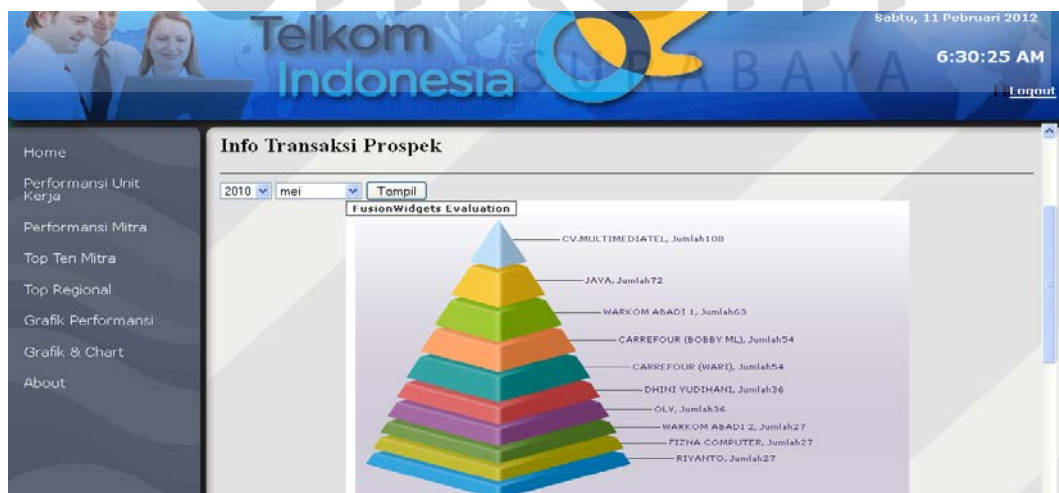 Telkom
Indonesia
SURABAYA
Sabtu, 11 Pebruari 2012
6:30:25 AM
Logout
Home
Performansi Unit
Kerja
Performansi Mitra
Top Ten Mitra
Top Regional
Grafik Performansi
Grafik & Chart
About
Info Transaksi Prospek
2010 mei Tampil
FusionWidgets Evaluation
CV.MULTIMEDIATEL, Jumlah108
JAYA, Jumlah72
WARKOM ABADI 1, Jumlah63
CARREFOUR (BOBBY ML), Jumlah54
CARREFOUR (WARI), Jumlah54
DHINI YUDIHANI, Jumlah36
OLV, Jumlah36
WARKOM ABADI 2, Jumlah27
FIZNA COMPUTER, Jumlah27
RIYANTO, Jumlah27